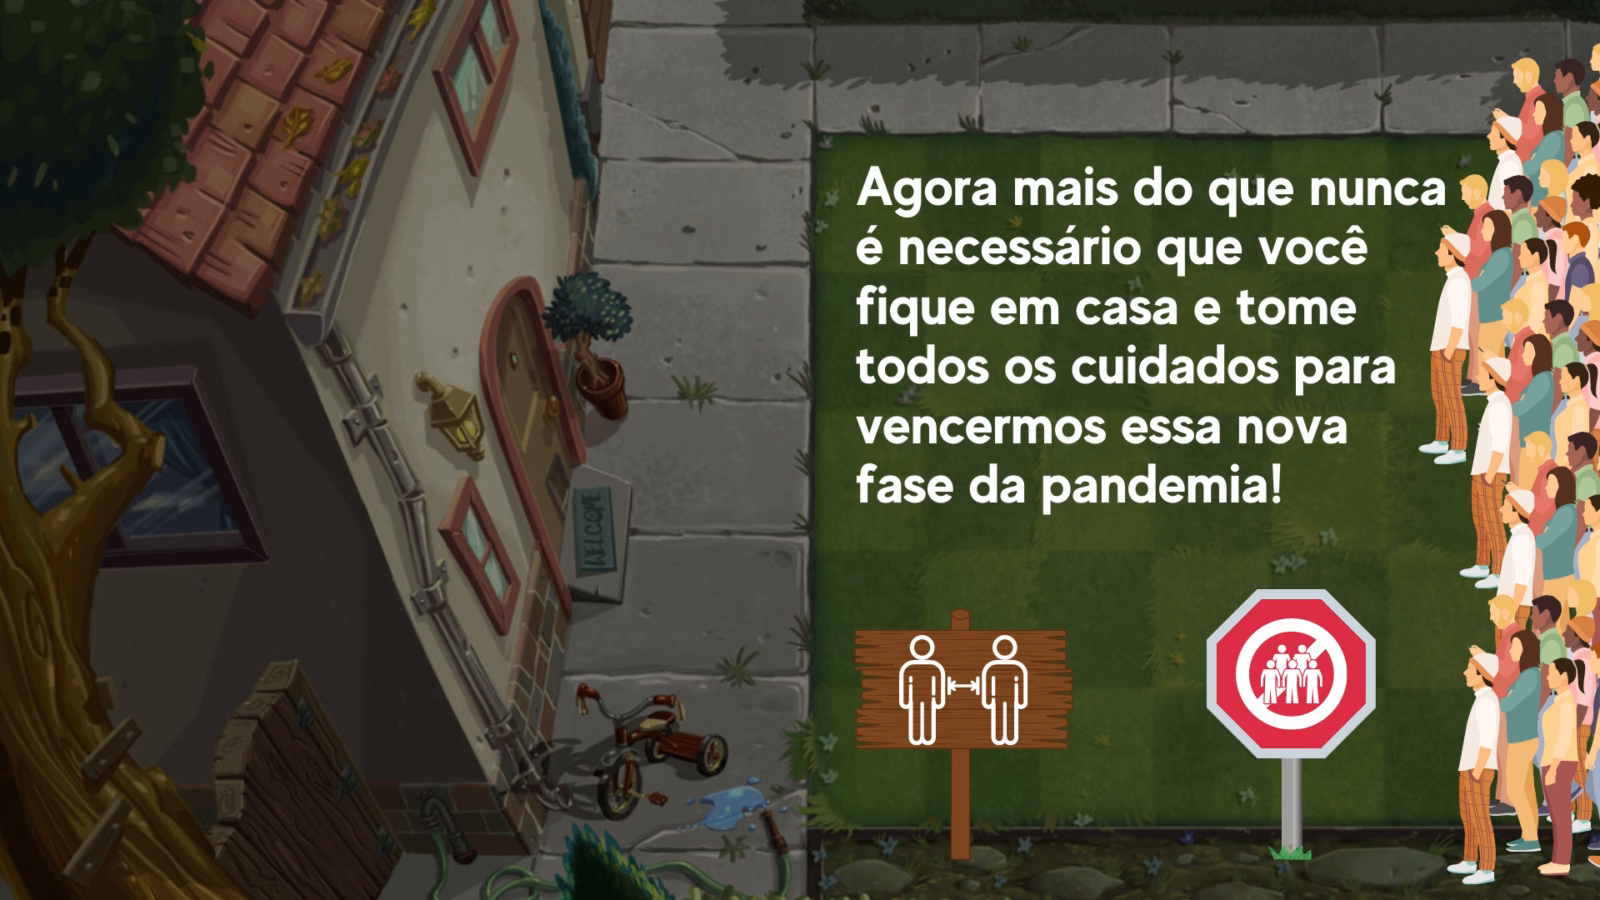 Agora mais do que nunca
é necessário que você
fique em casa e tome
todos os cuidados para
vencermos essa nova
fase da pandemia!
WELCOME